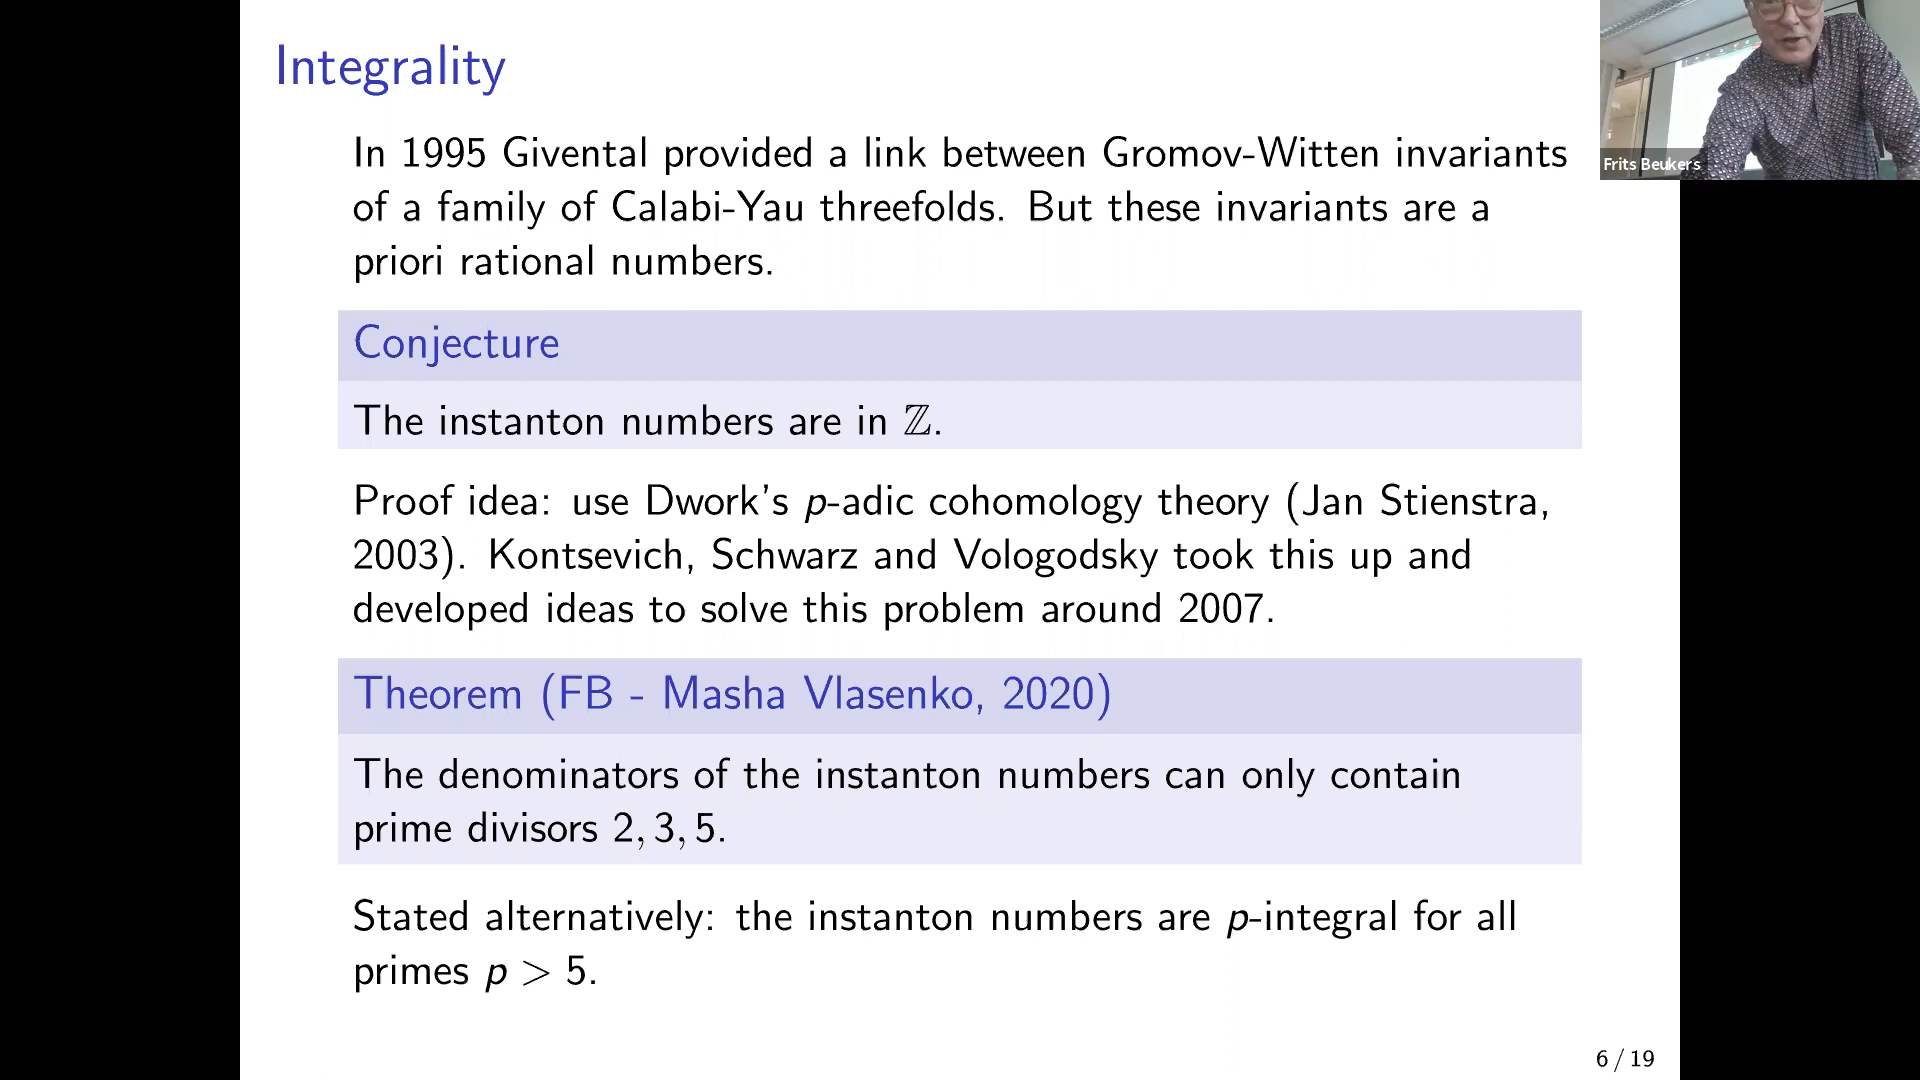 Integrality
In 1995 Givental provided a link between Gromov-Witten invariants
of a family of Calabi-Yau threefolds. But these invariants are a
priori rational numbers.
Conjecture
The instanton numbers are in ℤ.
Proof idea: use Dwork's p-adic cohomology theory (Jan Stienstra,
2003). Kontsevich, Schwarz and Vologodsky took this up and
developed ideas to solve this problem around 2007.
Theorem (FB - Masha Vlasenko, 2020)
The denominators of the instanton numbers can only contain
prime divisors 2, 3, 5.
Stated alternatively: the instanton numbers are p-integral for all
primes p > 5.
6 / 19
Frits Beukers